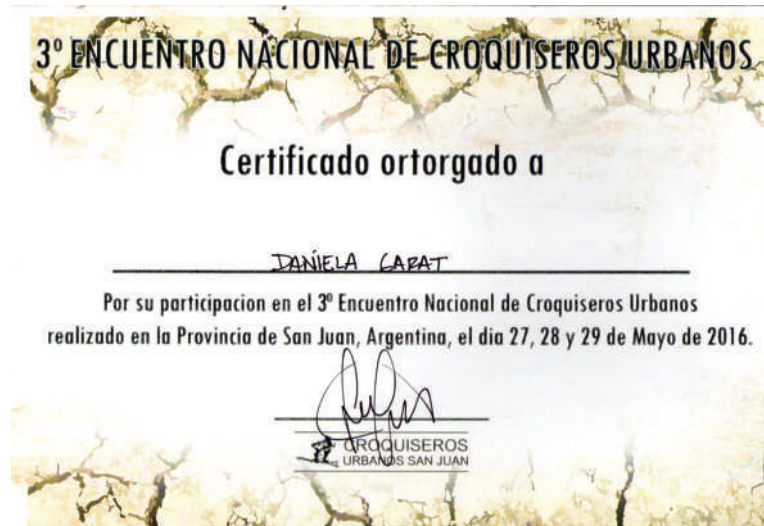 3º ENCUENTRO NACIONAL DE CROQUISEROS URBANOS
Certificado ortorgado a
DANIELA GARAT
Por su participacion en el 3º Encuentro Nacional de Croquiseros Urbanos
realizado en la Provincia de San Juan, Argentina, el dia 27, 28 y 29 de Mayo de 2016.
CROQUISEROS
URBANOS SAN JUAN